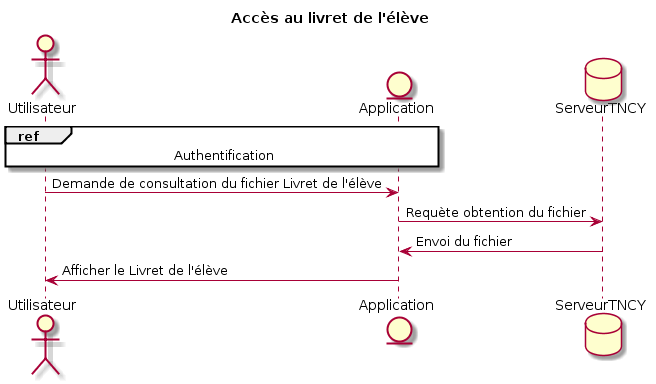 Accès au livret de l'élève
Utilisateur
Application
ServeurTNCY
ref
Authentification
Demande de consultation du fichier Livret de l'élève
Requète obtention du fichier
Envoi du fichier
Afficher le Livret de l'élève
Utilisateur
Application
ServeurTNCY